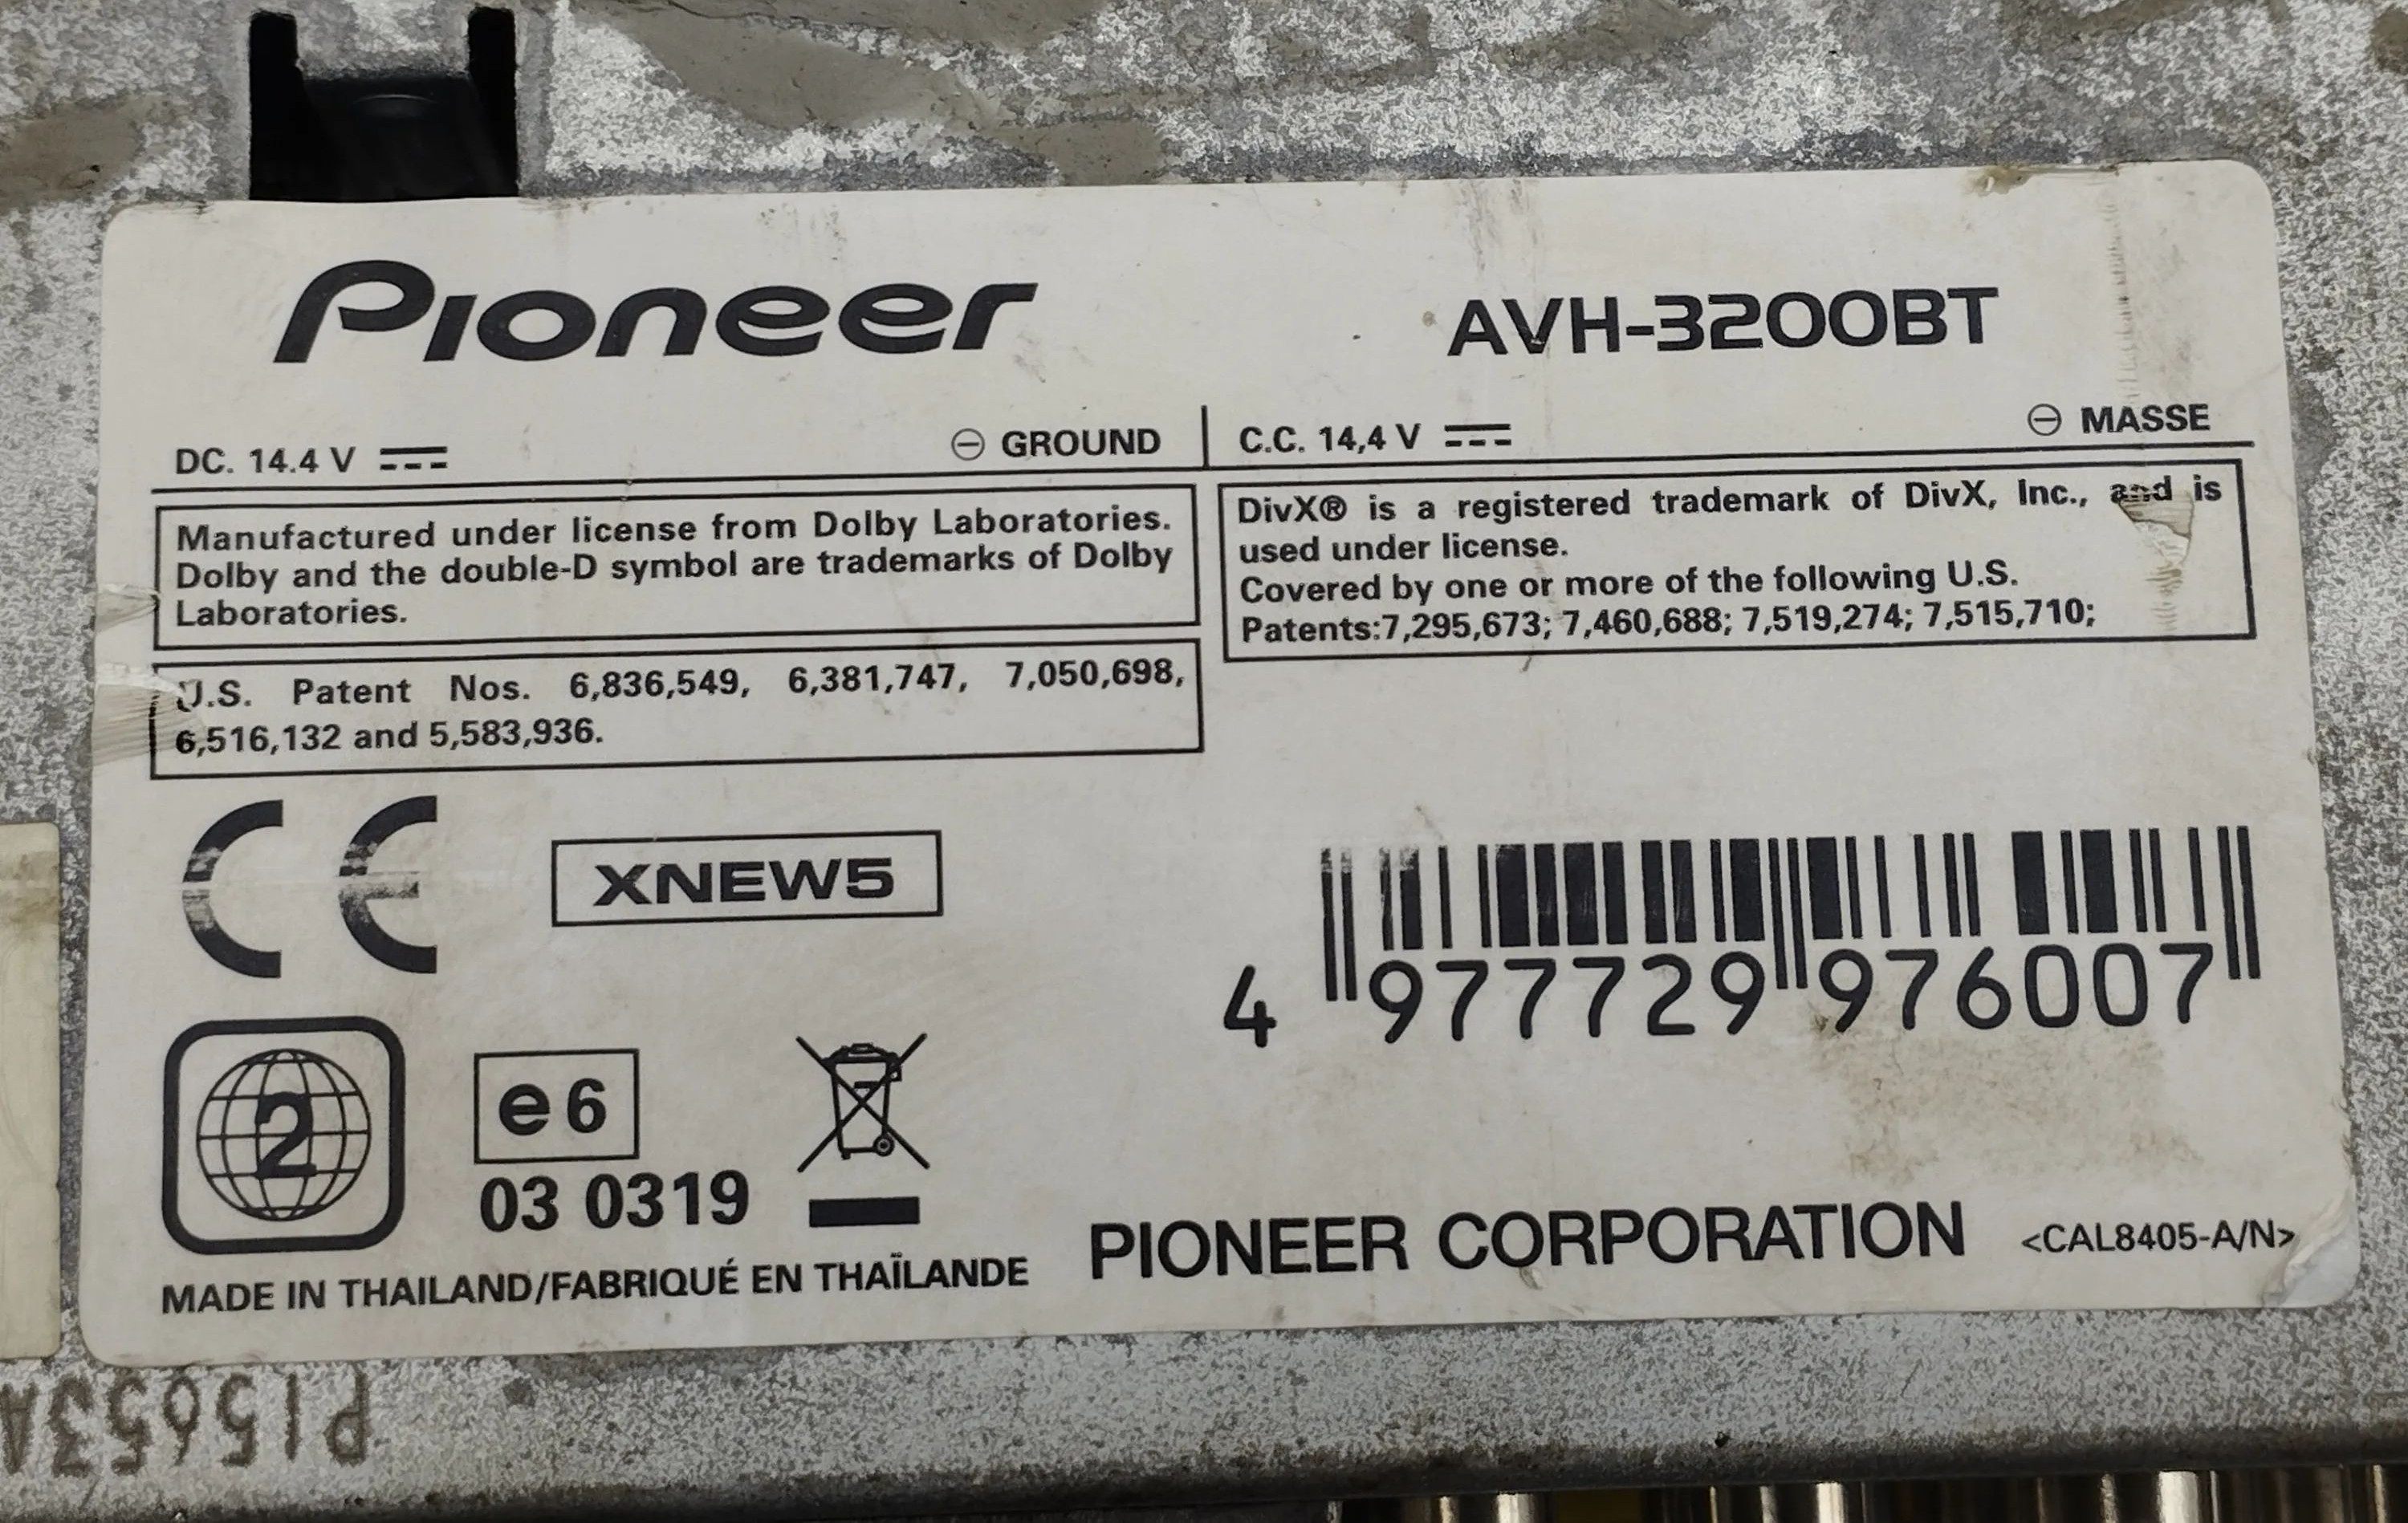 Pioneer
AVH-3200BT
DC. 14.4 V
GROUND
C.C. 14,4 V
MASSE
Manufactured under license from Dolby Laboratories.
Dolby and the double-D symbol are trademarks of Dolby
Laboratories.
DivX® is a registered trademark of DivX, Inc., and is
used under license.
Covered by one or more of the following U.S.
Patents:7,295,673; 7,460,688; 7,519,274; 7,515,710;
U.S. Patent Nos. 6,836,549, 6,381,747, 7,050,698,
6,516,132 and 5,583,936.
CE
XNEW5
4 977729 976007
2
e6
03 0319
MADE IN THAILAND/FABRIQUÉ EN THAÏLANDE
PIONEER CORPORATION
<CAL8405-A/N>
P15653A